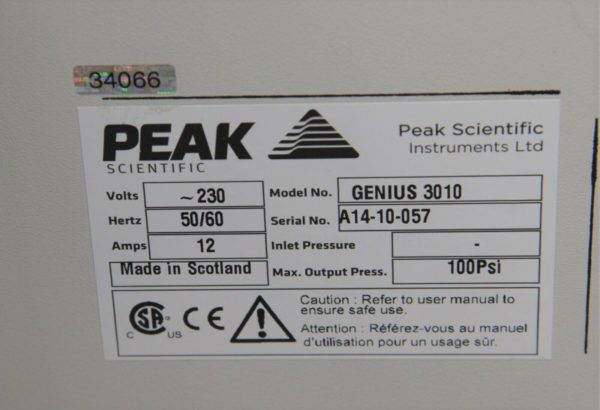 34066
PEAK
SCIENTIFIC
Peak Scientific
Instruments Ltd
Volts ~230 Model No. GENIUS 3010
Hertz 50/60 Serial No. A14-10-057
Amps 12 Inlet Pressure -
Made in Scotland Max. Output Press. 100Psi
Caution : Refer to user manual to
ensure safe use.
Attention : Référez-vous au manuel
d'utilisation pour un usage sûr.
C SA US CE